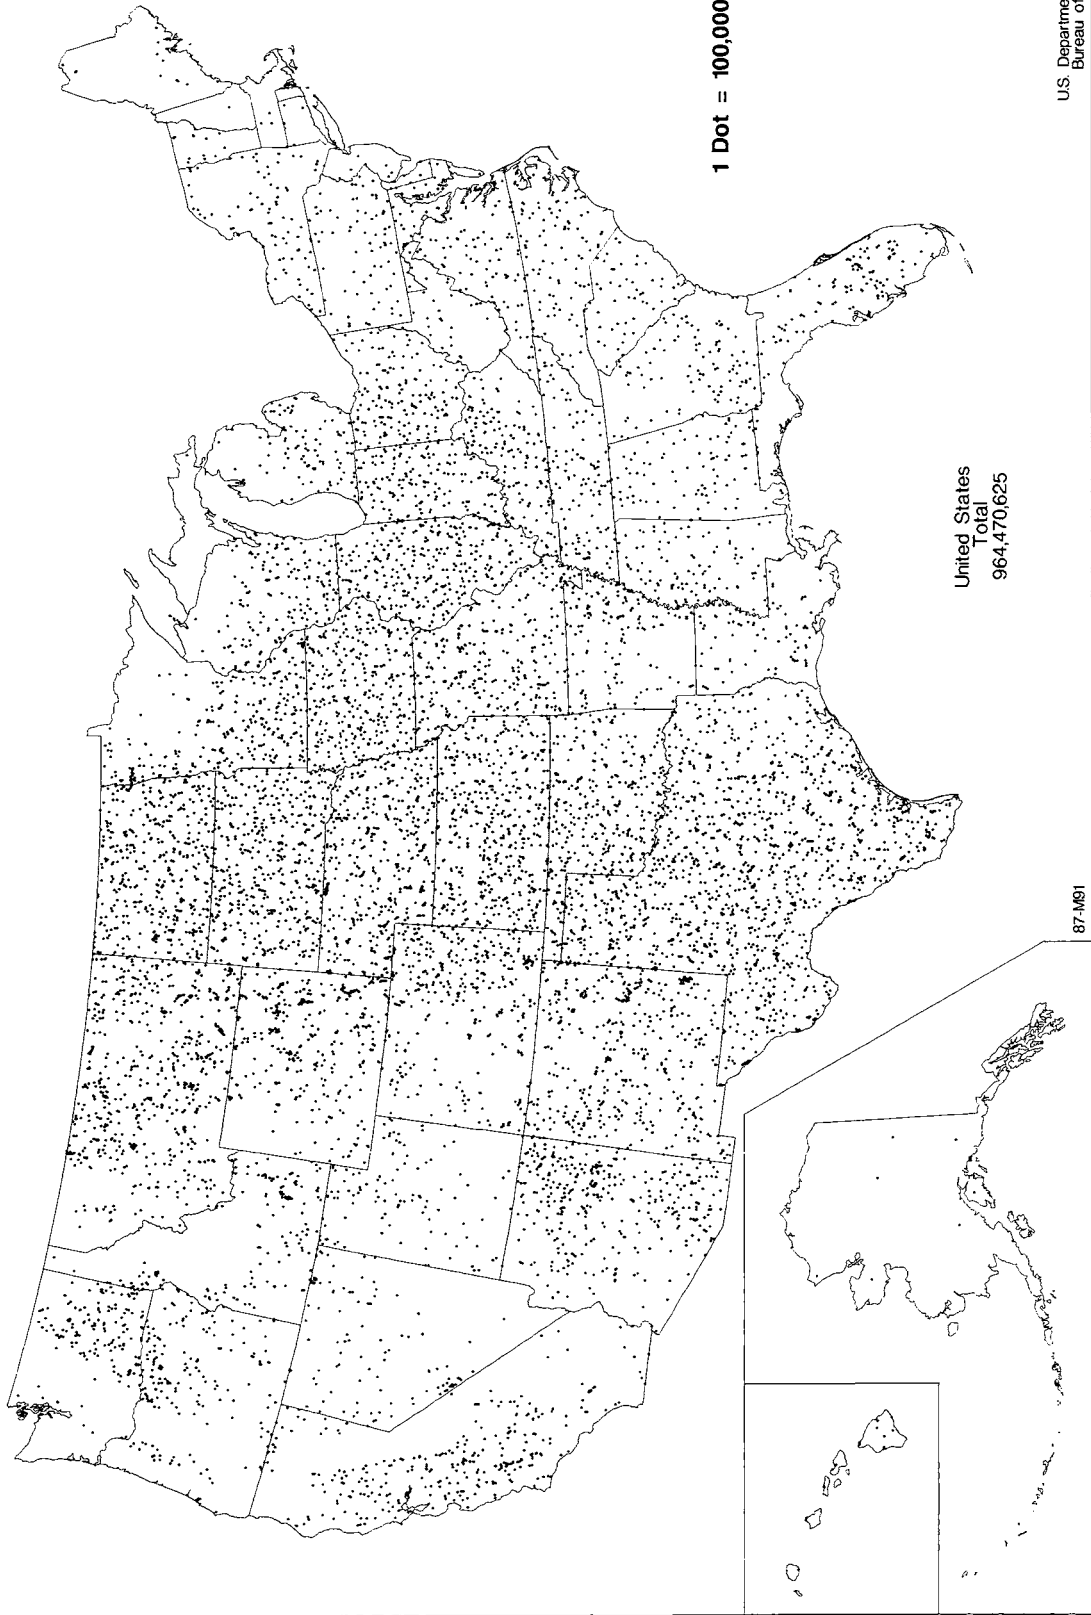 1 Dot = 100,000
United States
Total
964,470,625
87-M91
U.S. Departme
Bureau of